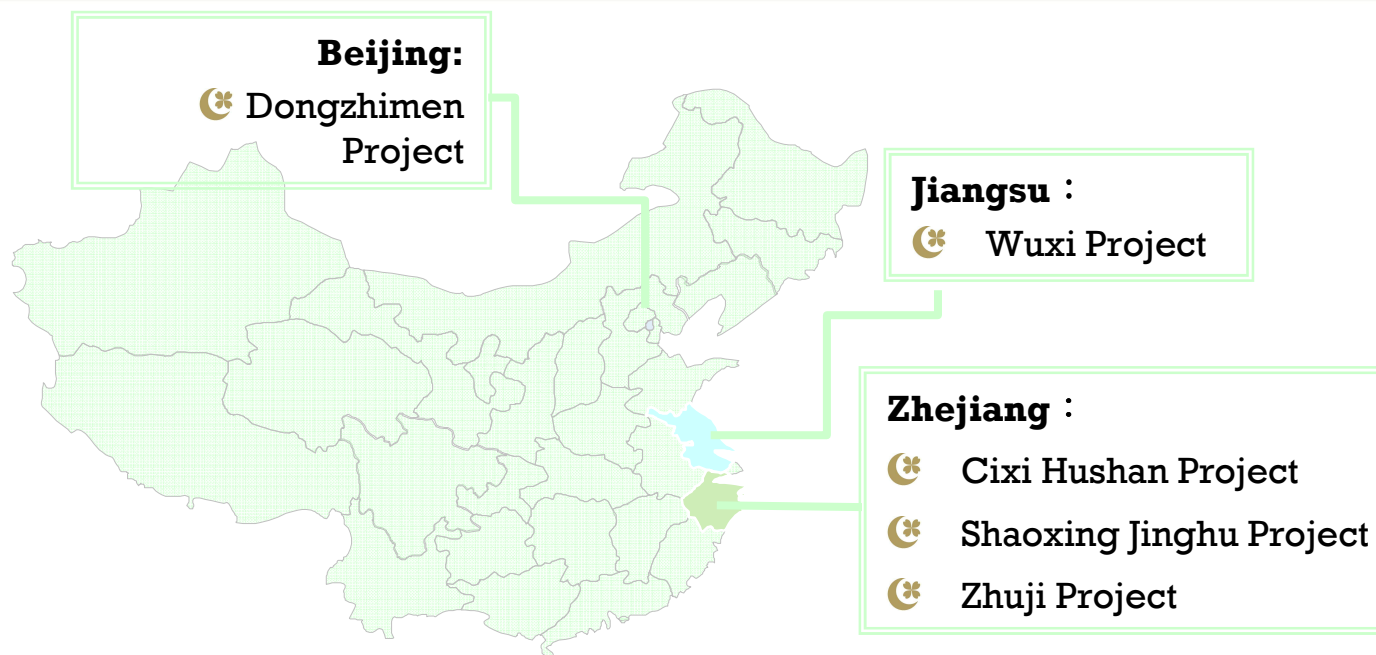 Beijing:
Dongzhimen
Project
Jiangsu：
Wuxi Project
Zhejiang：
Cixi Hushan Project
Shaoxing Jinghu Project
Zhuji Project